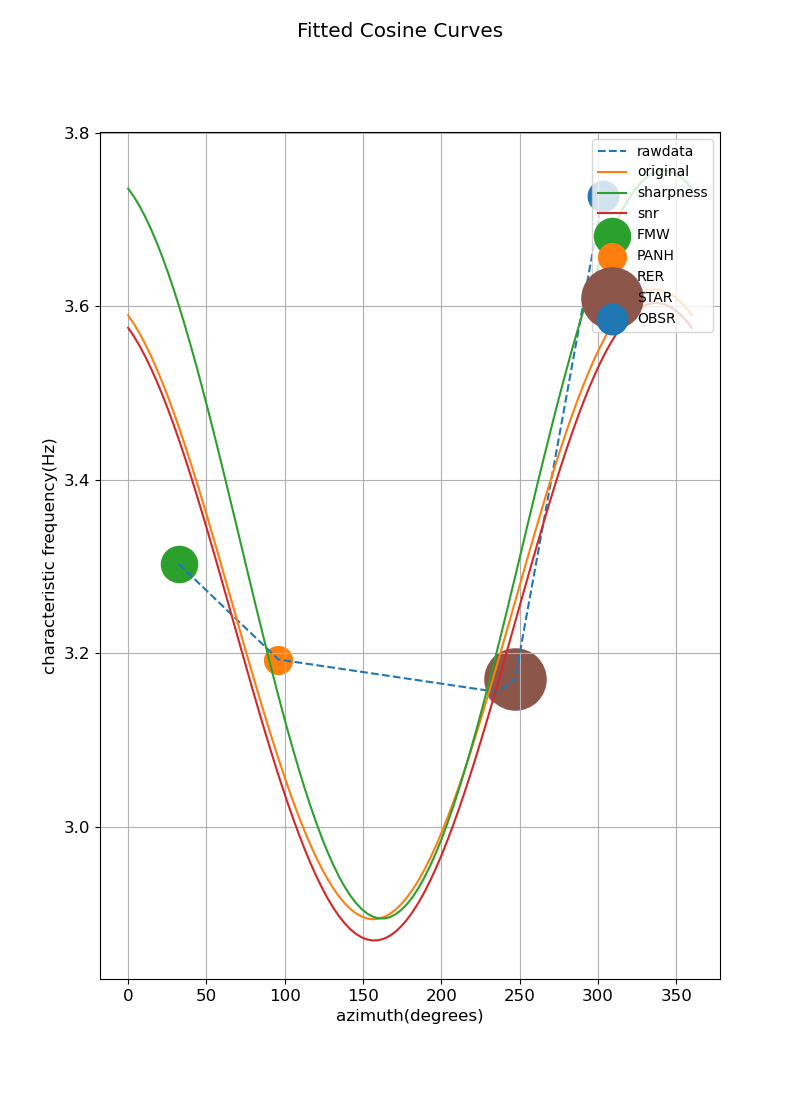 Fitted Cosine Curves
3.8
3.6
3.4
3.2
3.0
characteristic frequency(Hz)
rawdata
original
sharpness
snr
FMW
PANH
RER
STAR
OBSR
0 50 100 150 200 250 300 350
azimuth(degrees)